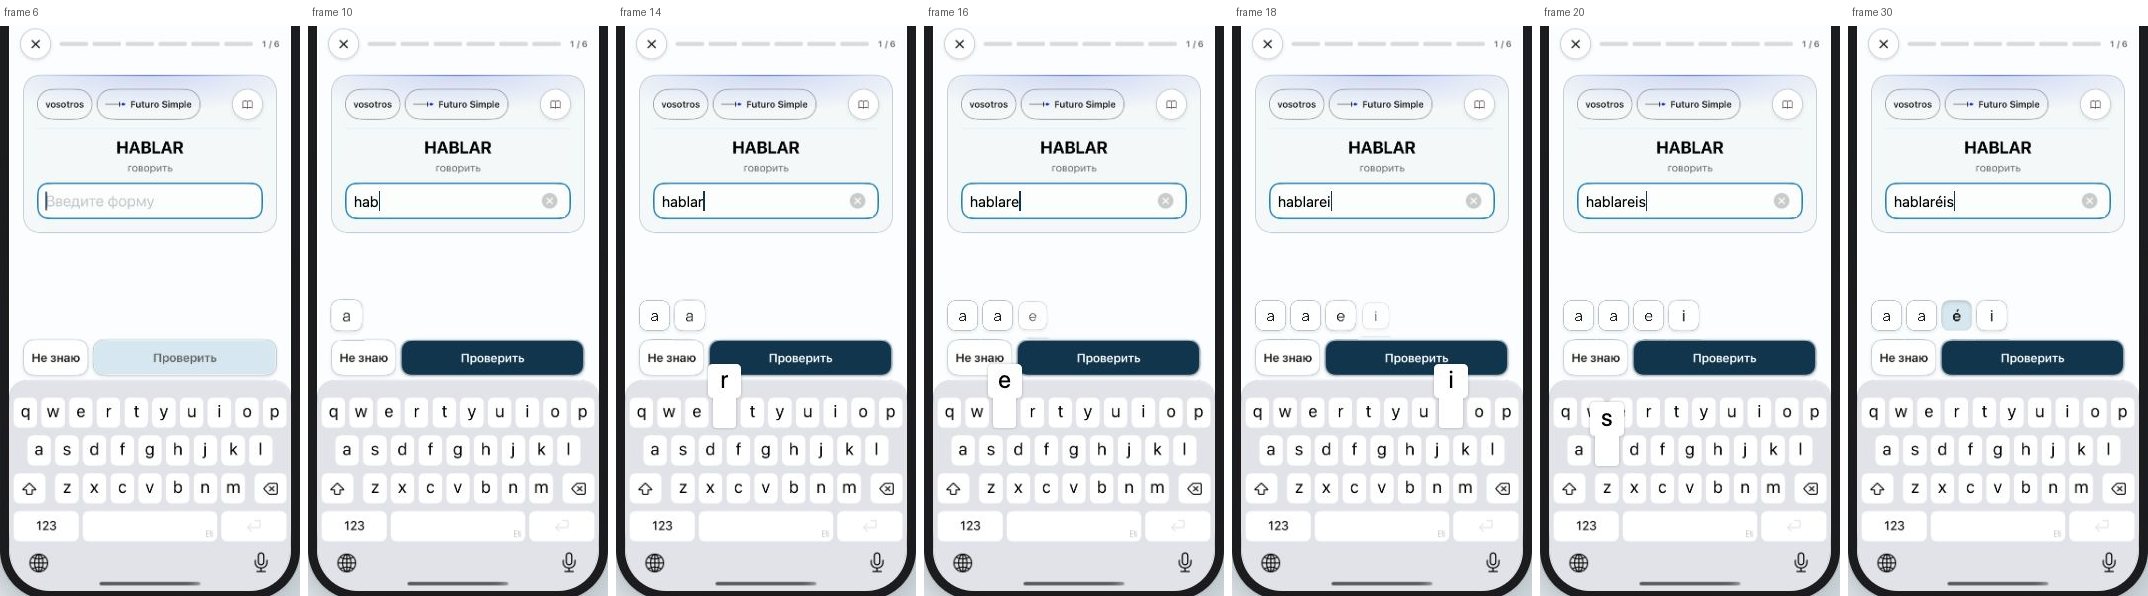 frame 6
1 / 6
vosotros
Futuro Simple
HABLAR
говорить
Введите форму
Не знаю
Проверить
q w e r t y u i o p
a s d f g h j k l
z x c v b n m
123
ES
frame 10
1 / 6
vosotros
Futuro Simple
HABLAR
говорить
hab
a
Не знаю
Проверить
q w e r t y u i o p
a s d f g h j k l
z x c v b n m
123
ES
frame 14
1 / 6
vosotros
Futuro Simple
HABLAR
говорить
hablar
a a
Не знаю
Проверить
r
q w e t y u i o p
a s d f g h j k l
z x c v b n m
123
frame 16
1 / 6
vosotros
Futuro Simple
HABLAR
говорить
hablare
a a e
Не знаю
Проверить
e
q w r t y u i o p
a s d f g h j k l
z x c v b n m
123
ES
frame 18
1 / 6
vosotros
Futuro Simple
HABLAR
говорить
hablarei
a a e i
Не знаю
Проверить
i
q w e r t y u o p
a s d f g h j k l
z x c v b n m
123
frame 20
1 / 6
vosotros
Futuro Simple
HABLAR
говорить
hablareis
a a e i
Не знаю
Проверить
q r t y u i o p
s
a d f g h j k l
z x c v b n m
123
ES
frame 30
1 / 6
vosotros
Futuro Simple
HABLAR
говорить
hablaréis
a a é i
Не знаю
Проверить
q w e r t y u i o p
a s d f g h j k l
z x c v b n m
123
ES